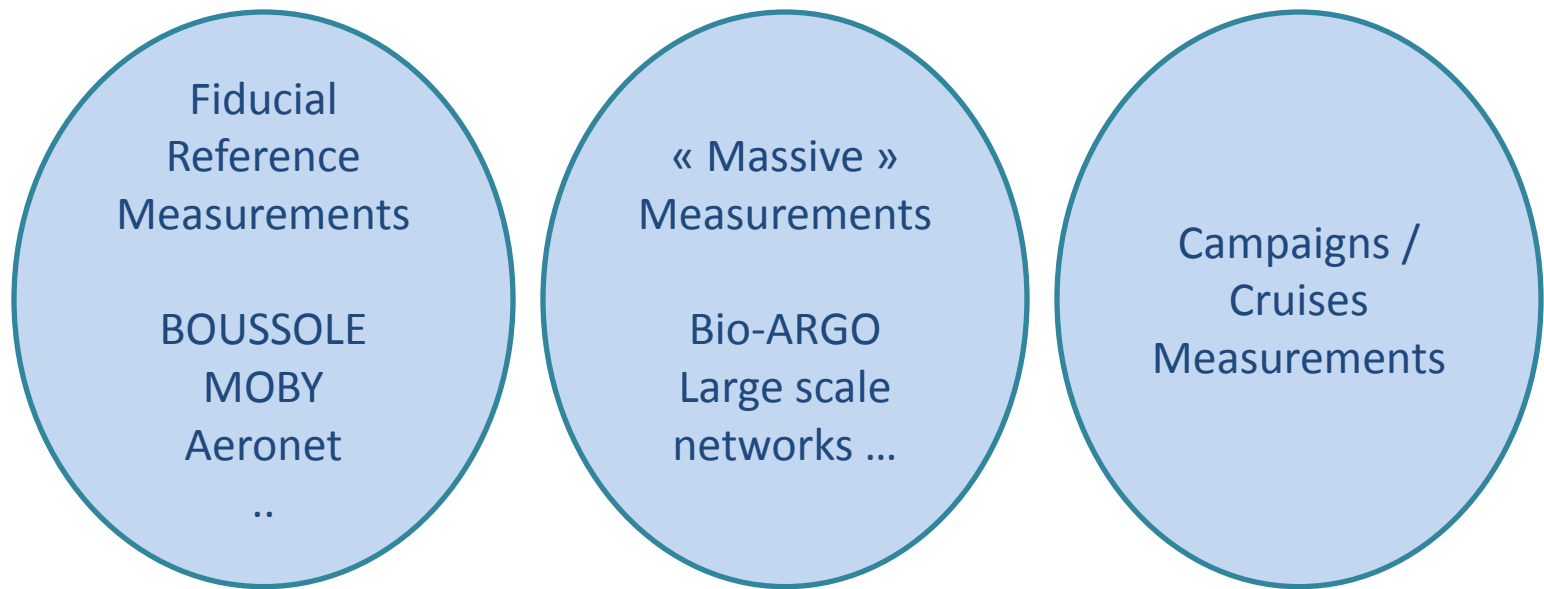 Fiducial
Reference
Measurements
BOUSSOLE
MOBY
Aeronet
..
« Massive »
Measurements
Bio-ARGO
Large scale
networks ...
Campaigns /
Cruises
Measurements